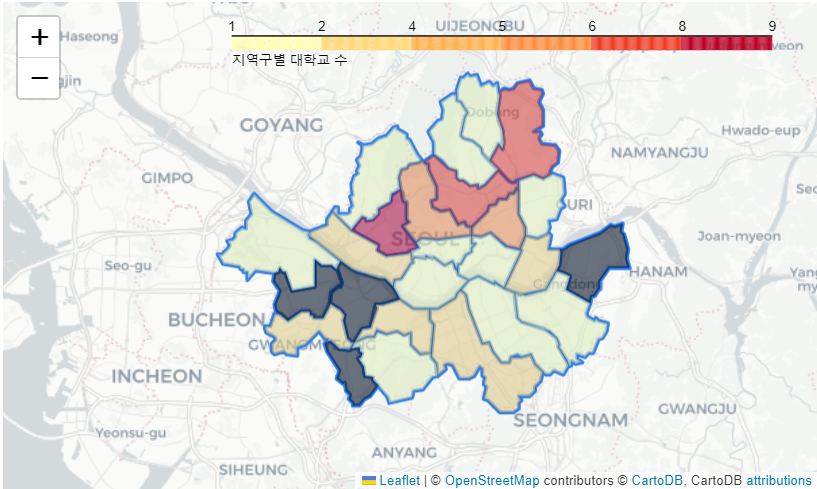 +
−
1 2 4 5 6 8 9
지역구별 대학교 수
UIJEONGBU
Haseong
GOYANG
Dobong
Hwado-eup
NAMYANGJU
GIMPO
GURI
SEOUL
Joan-myeon
Seo-gu
HANAM
Gangdong
BUCHEON
GWANGMYEONG
INCHEON
GWANGJU
SEONGNAM
Yeonsu-gu
ANYANG
SIHEUNG
Leaflet | © OpenStreetMap contributors © CartoDB, CartoDB attributions